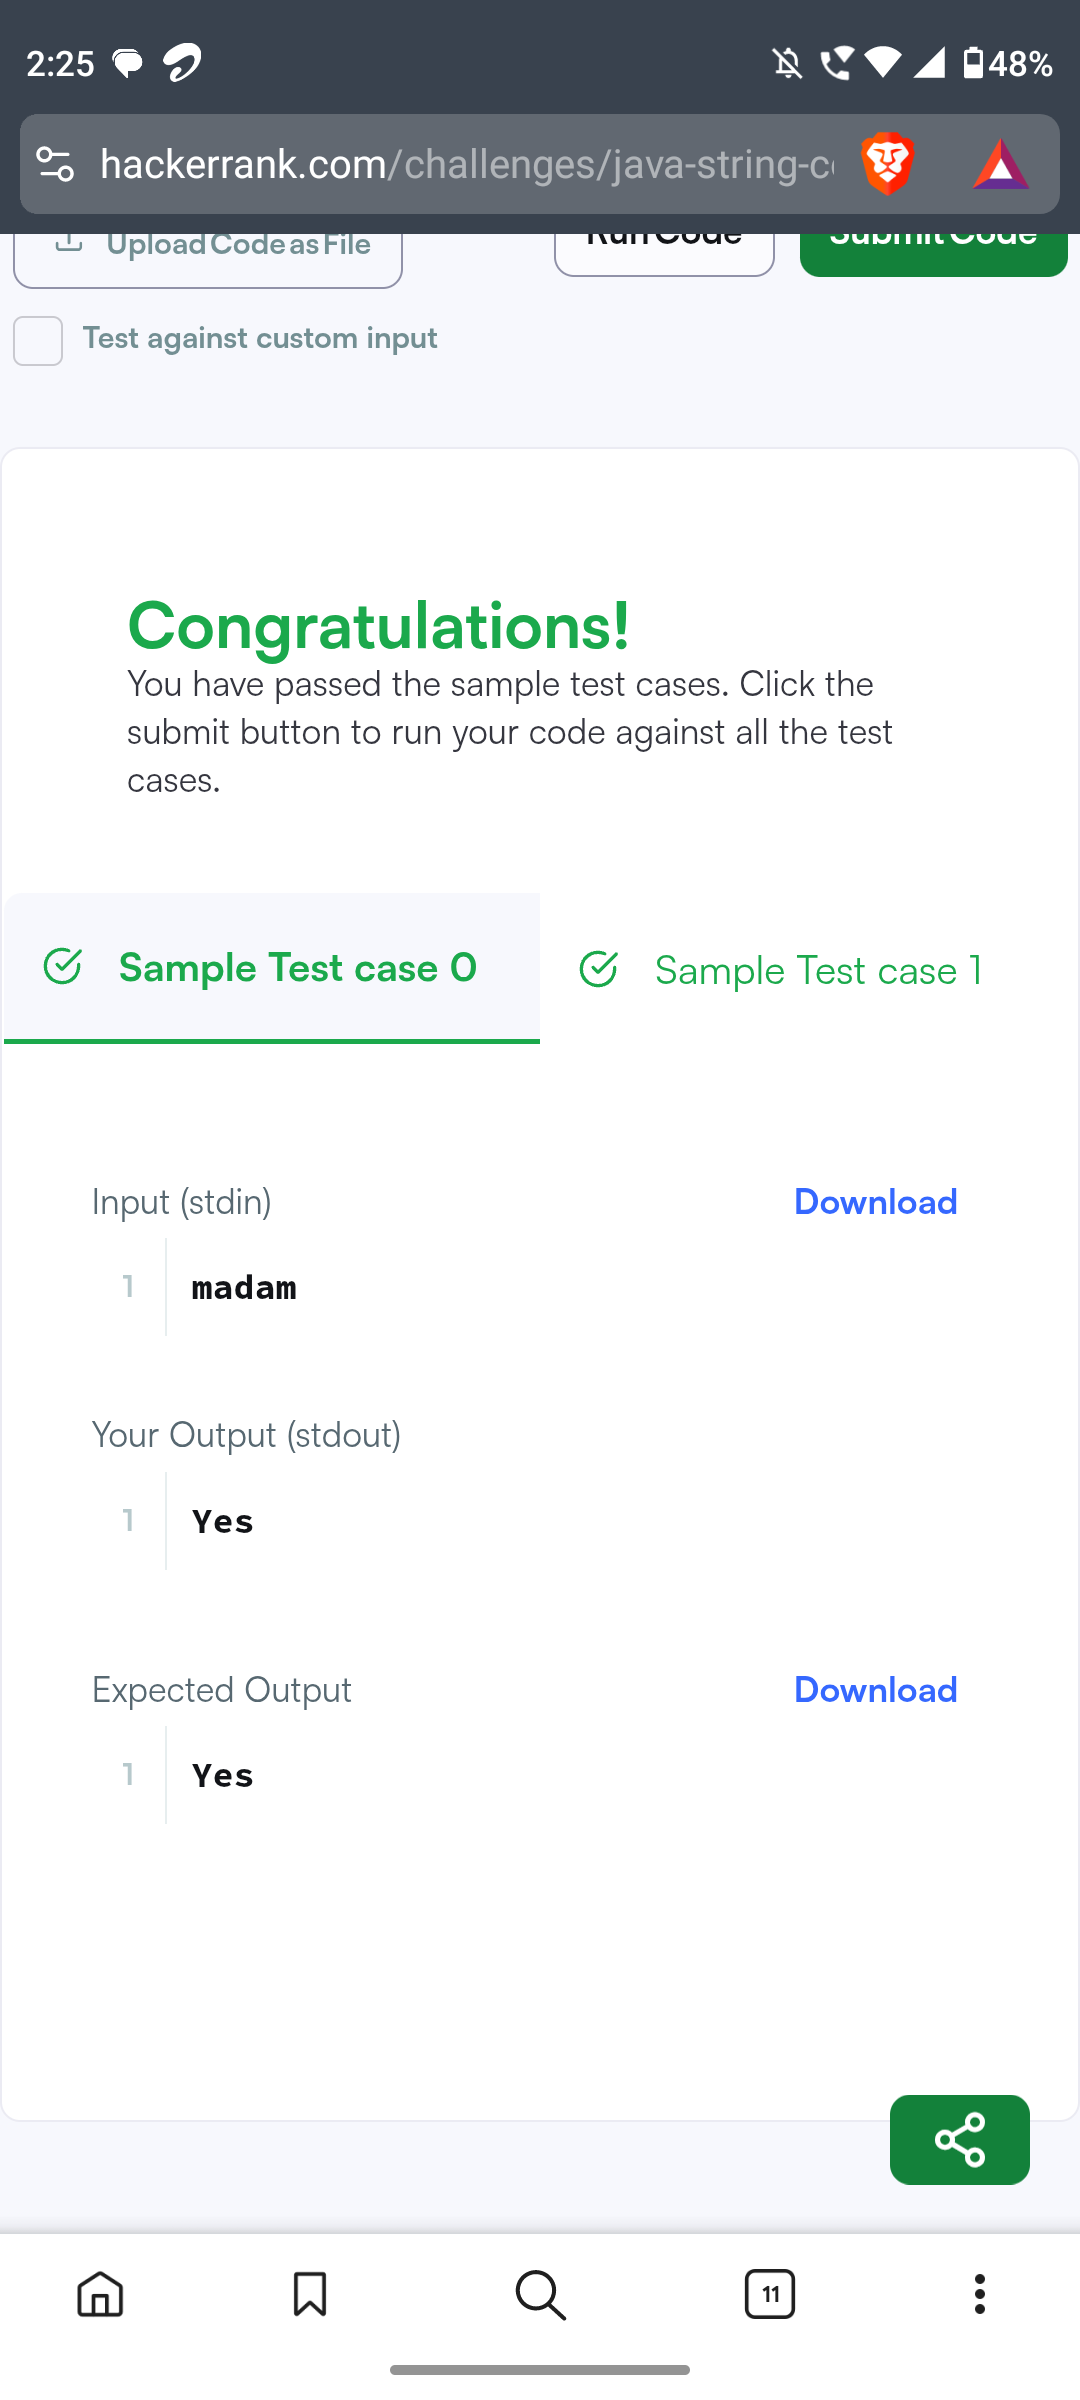 2:25
48%
hackerrank.com/challenges/java-string-c
Upload Code as File
Run Code
Submit Code
Test against custom input
Congratulations!
You have passed the sample test cases. Click the
submit button to run your code against all the test
cases.
Sample Test case 0
Sample Test case 1
Input (stdin)
Download
1
madam
Your Output (stdout)
1
Yes
Expected Output
Download
1
Yes
11